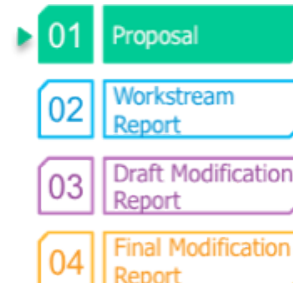 01 Proposal
02 Workstream
Report
03 Draft Modification
Report
04 Final Modification
Report